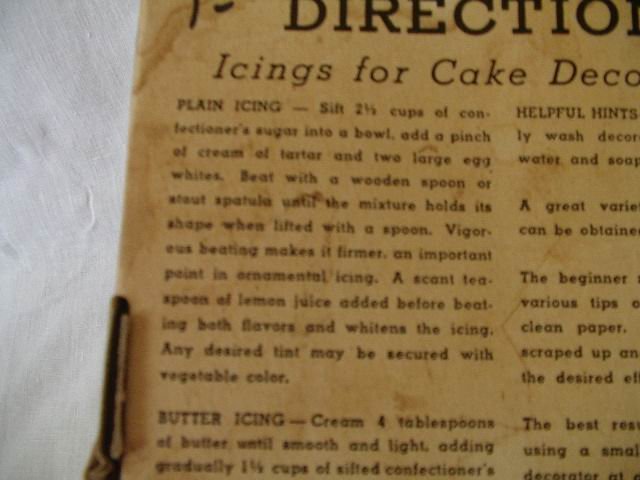 DIRECTION
Icings for Cake Deco
PLAIN ICING — Sift 2½ cups of con-
fectioner's sugar into a bowl, add a pinch
of cream of tartar and two large egg
whites. Beat with a wooden spoon or
stout spatula until the mixture holds its
shape when lifted with a spoon. Vigor-
ous beating makes it firmer, an important
point in ornamental icing. A scant tea-
spoon of lemon juice added before beat-
ing both flavors and whitens the icing.
Any desired tint may be secured with
vegetable color.
BUTTER ICING — Cream 4 tablespoons
of butter until smooth and light, adding
gradually 1½ cups of sifted confectioner's
HELPFUL HINTS
ly wash decor
water and soap
A great variet
can be obtaine
The beginner
various tips o
clean paper.
scraped up an
the desired eff
The best resu
using a smal
decorator at